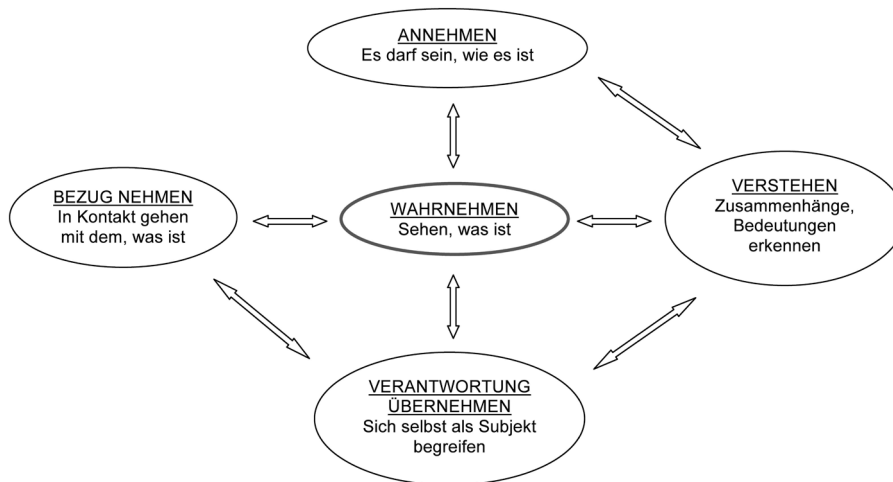 ANNEHMEN
Es darf sein, wie es ist
BEZUG NEHMEN
In Kontakt gehen
mit dem, was ist
WAHRNEHMEN
Sehen, was ist
VERSTEHEN
Zusammenhänge,
Bedeutungen
erkennen
VERANTWORTUNG
ÜBERNEHMEN
Sich selbst als Subjekt
begreifen